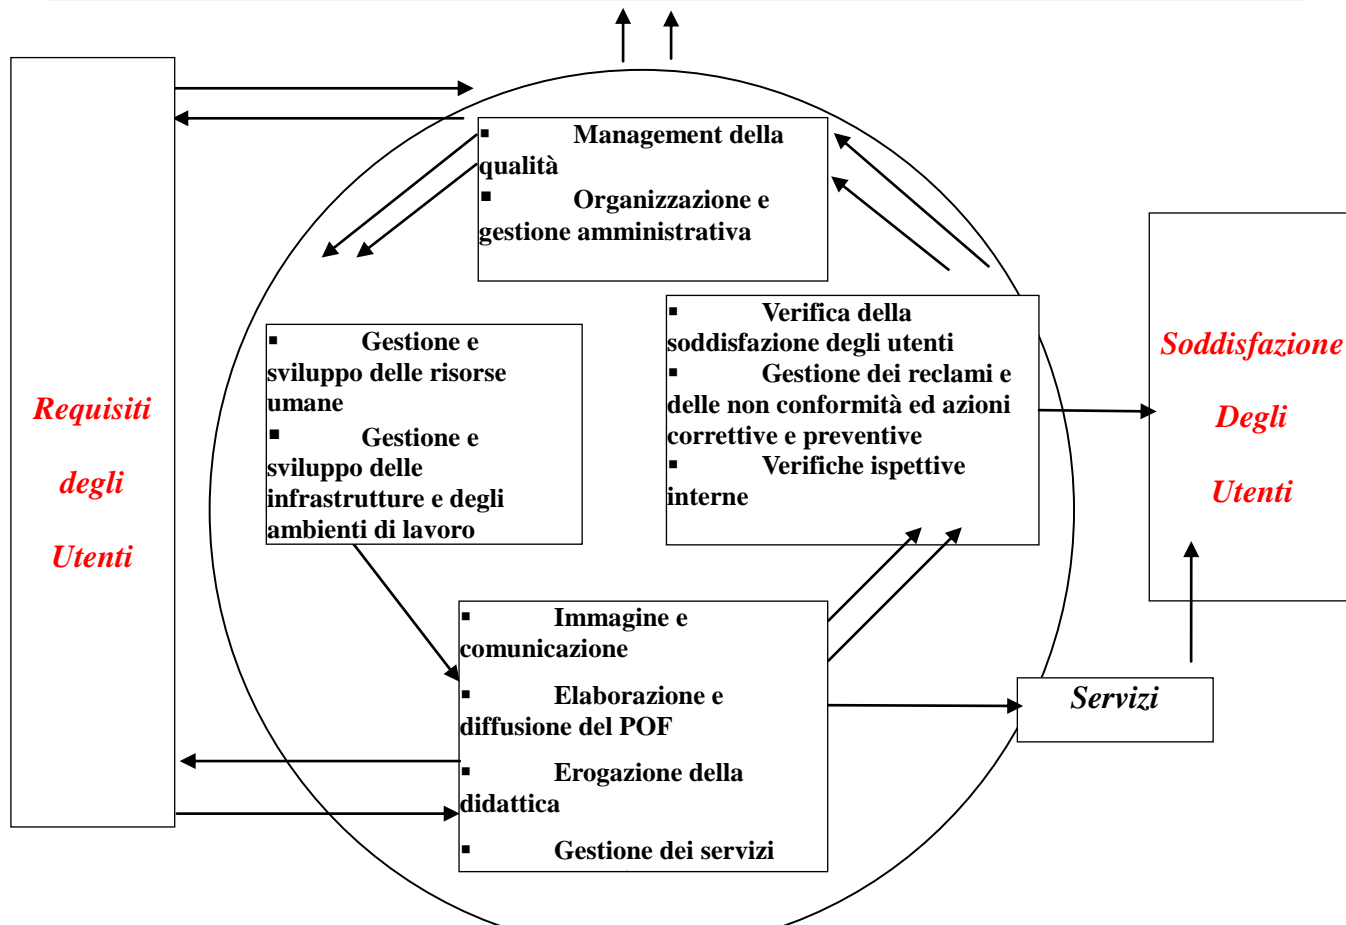 Requisiti
degli
Utenti
▪ Management della
qualità
▪ Organizzazione e
gestione amministrativa
▪ Gestione e
sviluppo delle risorse
umane
▪ Gestione e
sviluppo delle
infrastrutture e degli
ambienti di lavoro
▪ Verifica della
soddisfazione degli utenti
▪ Gestione dei reclami e
delle non conformità ed azioni
correttive e preventive
▪ Verifiche ispettive
interne
▪ Immagine e
comunicazione
▪ Elaborazione e
diffusione del POF
▪ Erogazione della
didattica
▪ Gestione dei servizi
Servizi
Soddisfazione
Degli
Utenti